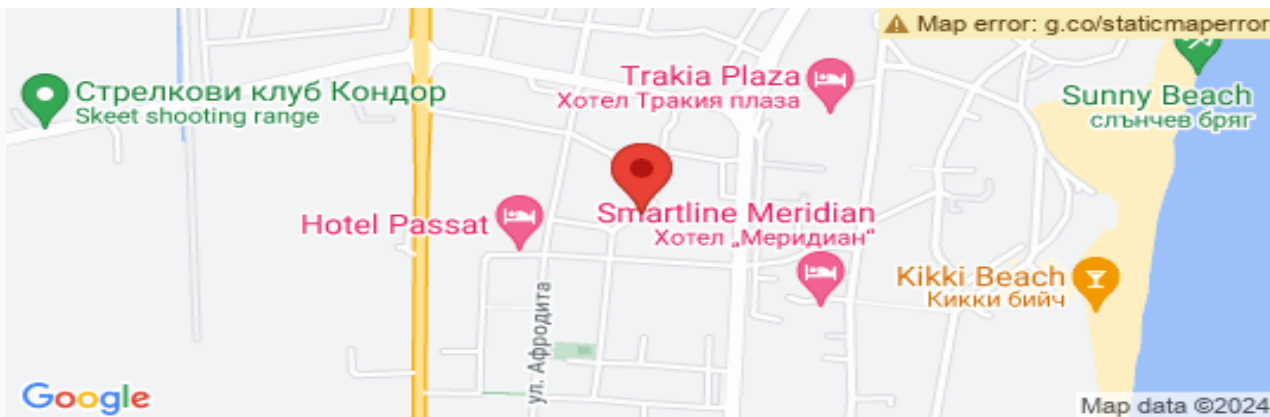 ⚠ Map error: g.co/staticmaperror
Trakia Plaza
Хотел Тракия плаза
Стрелкови клуб Кондор
Skeet shooting range
Sunny Beach
слънчев бряг
Hotel Passat
Smartline Meridian
Хотел „Меридиан“
Kikki Beach
Кикки бийч
ул. Афродита
Google
Map data ©2024